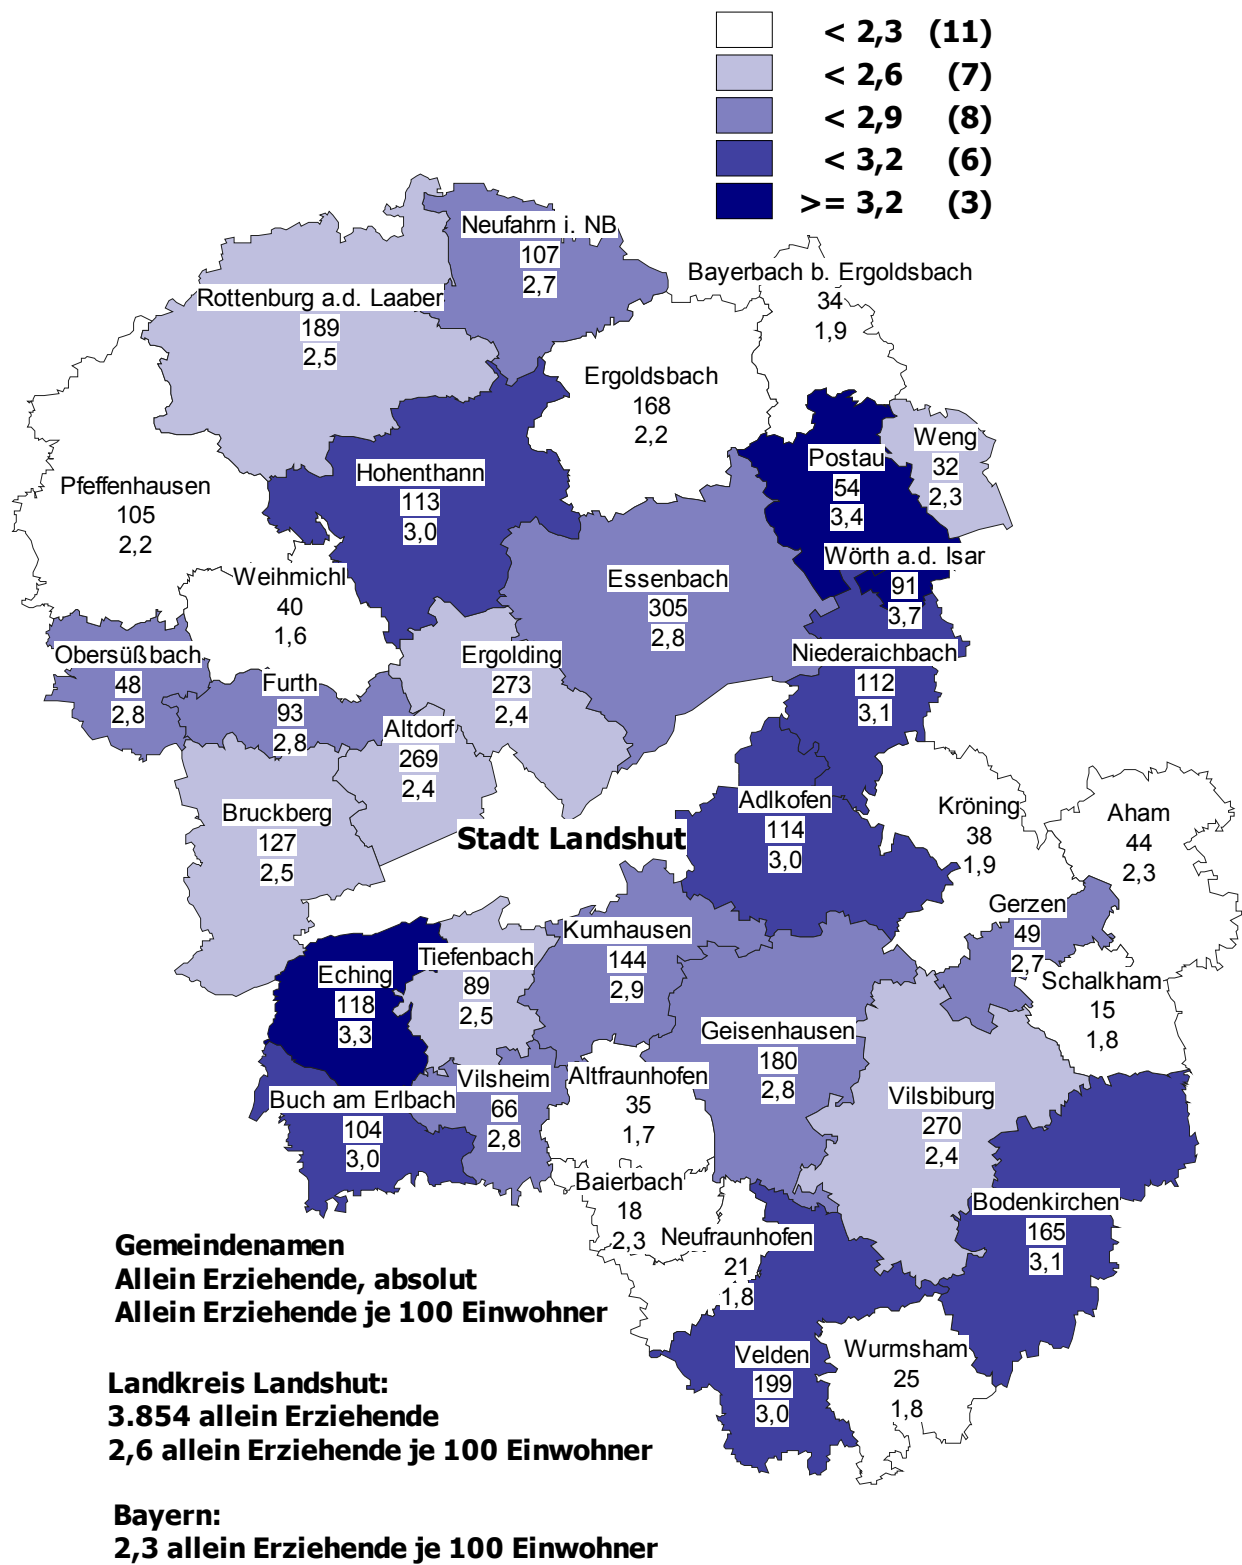 < 2,3 (11)
< 2,6 (7)
< 2,9 (8)
< 3,2 (6)
>= 3,2 (3)
Neufahrn i. NB
107
2,7
Bayerbach b. Ergoldsbach
34
1,9
Rottenburg a.d. Laaber
189
2,5
Ergoldsbach
168
2,2
Weng
32
2,3
Postau
54
3,4
Hohenthann
113
3,0
Pfeffenhausen
105
2,2
Wörth a.d. Isar
91
3,7
Weihmichl
40
1,6
Essenbach
305
2,8
Obersüßbach
48
2,8
Ergolding
273
2,4
Niederaichbach
112
3,1
Furth
93
2,8
Altdorf
269
2,4
Bruckberg
127
2,5
Adlkofen
114
3,0
Kröning
38
1,9
Aham
44
2,3
Stadt Landshut
Gerzen
49
2,7
Kumhausen
144
2,9
Tiefenbach
89
2,5
Eching
118
3,3
Schalkham
15
1,8
Geisenhausen
180
2,8
Vilsheim
66
2,8
Altfraunhofen
35
1,7
Buch am Erlbach
104
3,0
Vilsbiburg
270
2,4
Baierbach
18
2,3
Bodenkirchen
165
3,1
Neufraunhofen
21
1,8
Velden
199
3,0
Wurmsham
25
1,8
Gemeindenamen
Allein Erziehende, absolut
Allein Erziehende je 100 Einwohner
Landkreis Landshut:
3.854 allein Erziehende
2,6 allein Erziehende je 100 Einwohner
Bayern:
2,3 allein Erziehende je 100 Einwohner